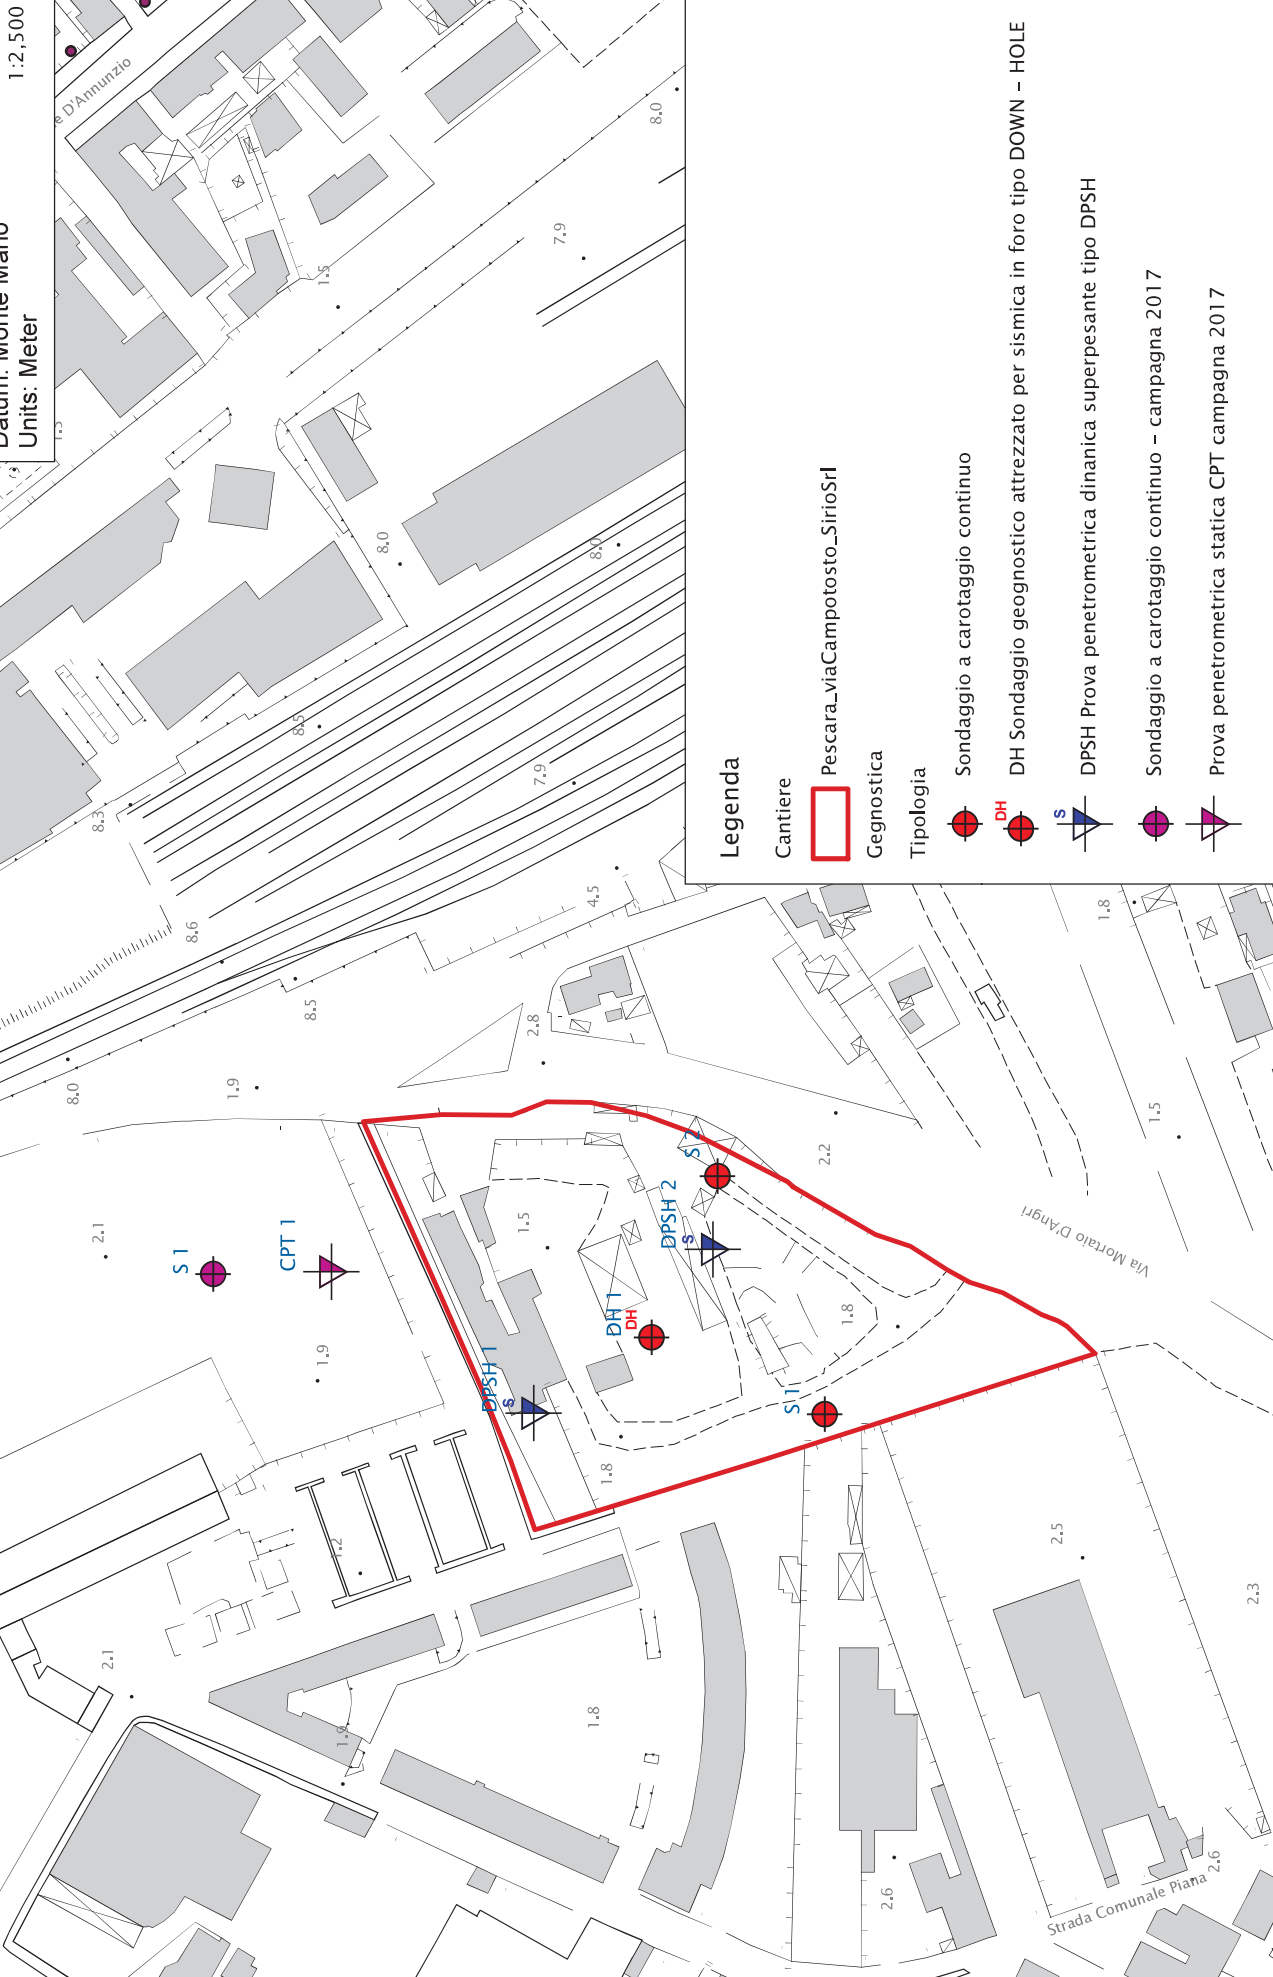 1:2,500
Units: Meter
Legenda
Cantiere
Pescara_viaCampotosto_SirioSrl
Gegnostica
Tipologia
Sondaggio a carotaggio continuo
DH
DH Sondaggio geognostico attrezzato per sismica in foro tipo DOWN – HOLE
S
DPSH Prova penetrometrica dinanica superpesante tipo DPSH
Sondaggio a carotaggio continuo – campagna 2017
Prova penetrometrica statica CPT campagna 2017
e D'Annunzio
1.5
1.5
8.0
7.9
8.0
8.0
8.5
7.9
8.3
8.6
4.5
8.5
8.0
1.9
2.8
2.1
S 1
CPT 1
1.9
DPSH 1
S
DH 1
DH
DPSH 2
S
S 2
S 1
1.5
1.8
1.8
2.2
1.8
1.5
Via Mortaio D'Angri
1.2
2.1
1.9
1.8
2.5
2.3
2.6
2.6
Strada Comunale Piana